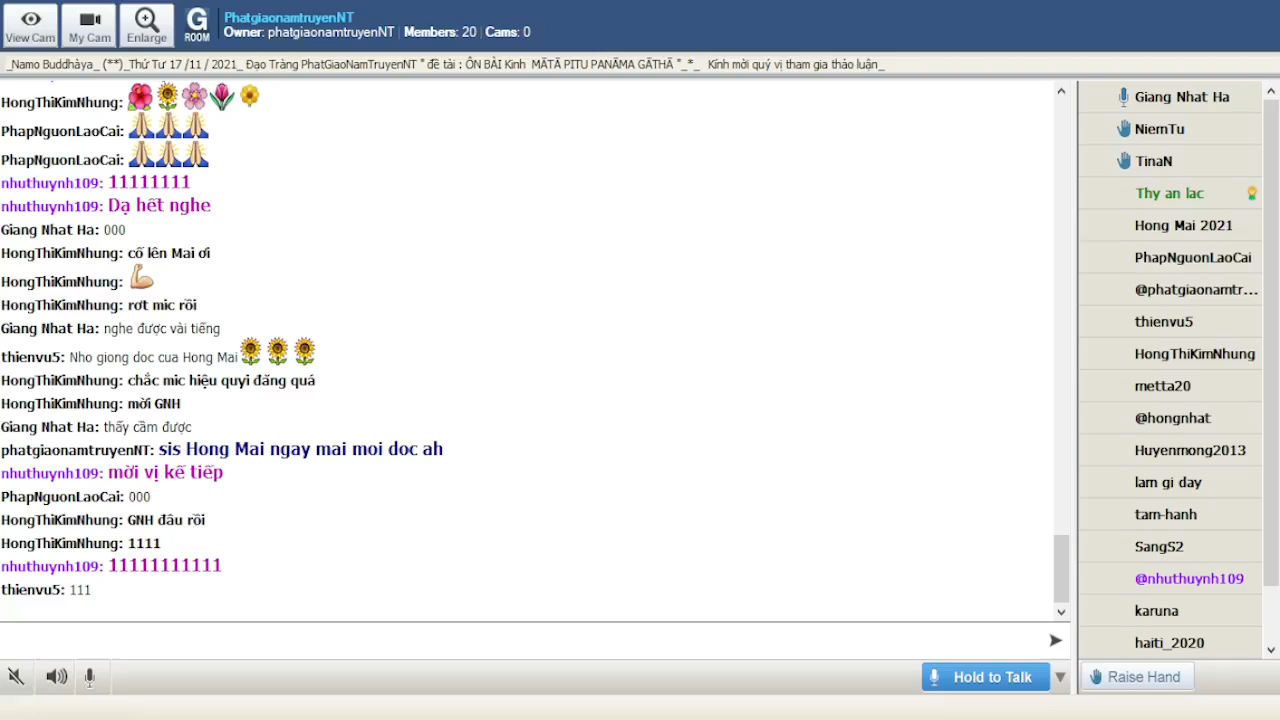 View Cam
My Cam
Enlarge
G
ROOM
PhatgiaonamtruyenNT
Owner: phatgiaonamtruyenNT | Members: 20 | Cams: 0
_Namo Buddhàya_ (**)_Thứ Tư 17 /11 / 2021_ Đạo Tràng PhatGiaoNamTruyenNT " đề tài : ÔN BÀI Kinh MĀTĀ PITU PAṆĀMA GĀTHĀ "_*_ Kính mời quý vị tham gia thảo luận_
HongThiKimNhung:
PhapNguonLaoCai:
PhapNguonLaoCai:
nhuthuynh109: 11111111
nhuthuynh109: Dạ hết nghe
Giang Nhat Ha: 000
HongThiKimNhung: cố lên Mai ơi
HongThiKimNhung:
HongThiKimNhung: rơt mic rồi
Giang Nhat Ha: nghe được vài tiếng
thienvu5: Nho giong doc cua Hong Mai
HongThiKimNhung: chắc mic hiệu quyi đăng quá
HongThiKimNhung: mời GNH
Giang Nhat Ha: thấy cầm được
phatgiaonamtruyenNT: sis Hong Mai ngay mai moi doc ah
nhuthuynh109: mời vị kế tiếp
PhapNguonLaoCai: 000
HongThiKimNhung: GNH đâu rồi
HongThiKimNhung: 1111
nhuthuynh109: 11111111111
thienvu5: 111
Giang Nhat Ha
NiemTu
TinaN
Thy an lac
Hong Mai 2021
PhapNguonLaoCai
@phatgiaonamtr...
thienvu5
HongThiKimNhung
metta20
@hongnhat
Huyenmong2013
lam gi day
tam-hanh
SangS2
@nhuthuynh109
karuna
haiti_2020
Hold to Talk
Raise Hand